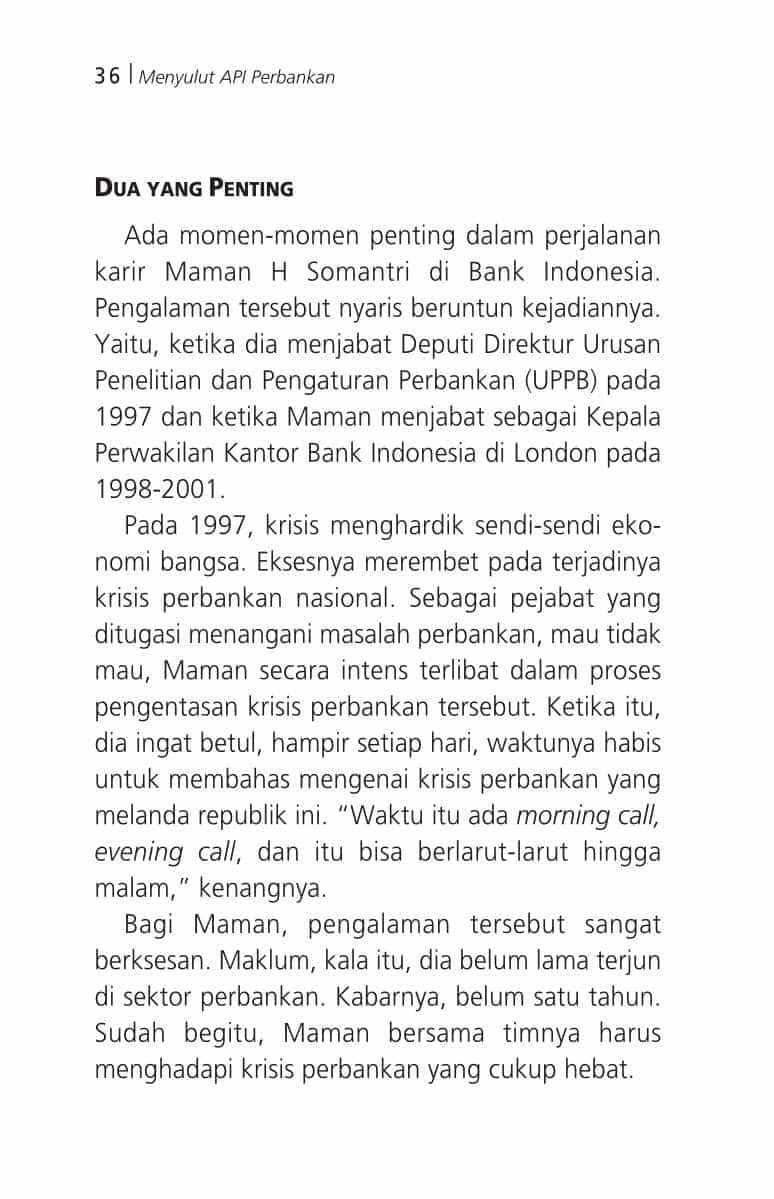 36 | Menyulut API Perbankan
DUA YANG PENTING
Ada momen-momen penting dalam perjalanan
karir Maman H Somantri di Bank Indonesia.
Pengalaman tersebut nyaris beruntun kejadiannya.
Yaitu, ketika dia menjabat Deputi Direktur Urusan
Penelitian dan Pengaturan Perbankan (UPPB) pada
1997 dan ketika Maman menjabat sebagai Kepala
Perwakilan Kantor Bank Indonesia di London pada
1998-2001.
Pada 1997, krisis menghardik sendi-sendi eko-
nomi bangsa. Eksesnya merembet pada terjadinya
krisis perbankan nasional. Sebagai pejabat yang
ditugasi menangani masalah perbankan, mau tidak
mau, Maman secara intens terlibat dalam proses
pengentasan krisis perbankan tersebut. Ketika itu,
dia ingat betul, hampir setiap hari, waktunya habis
untuk membahas mengenai krisis perbankan yang
melanda republik ini. “Waktu itu ada morning call,
evening call, dan itu bisa berlarut-larut hingga
malam,” kenangnya.
Bagi Maman, pengalaman tersebut sangat
berksesan. Maklum, kala itu, dia belum lama terjun
di sektor perbankan. Kabarnya, belum satu tahun.
Sudah begitu, Maman bersama timnya harus
menghadapi krisis perbankan yang cukup hebat.